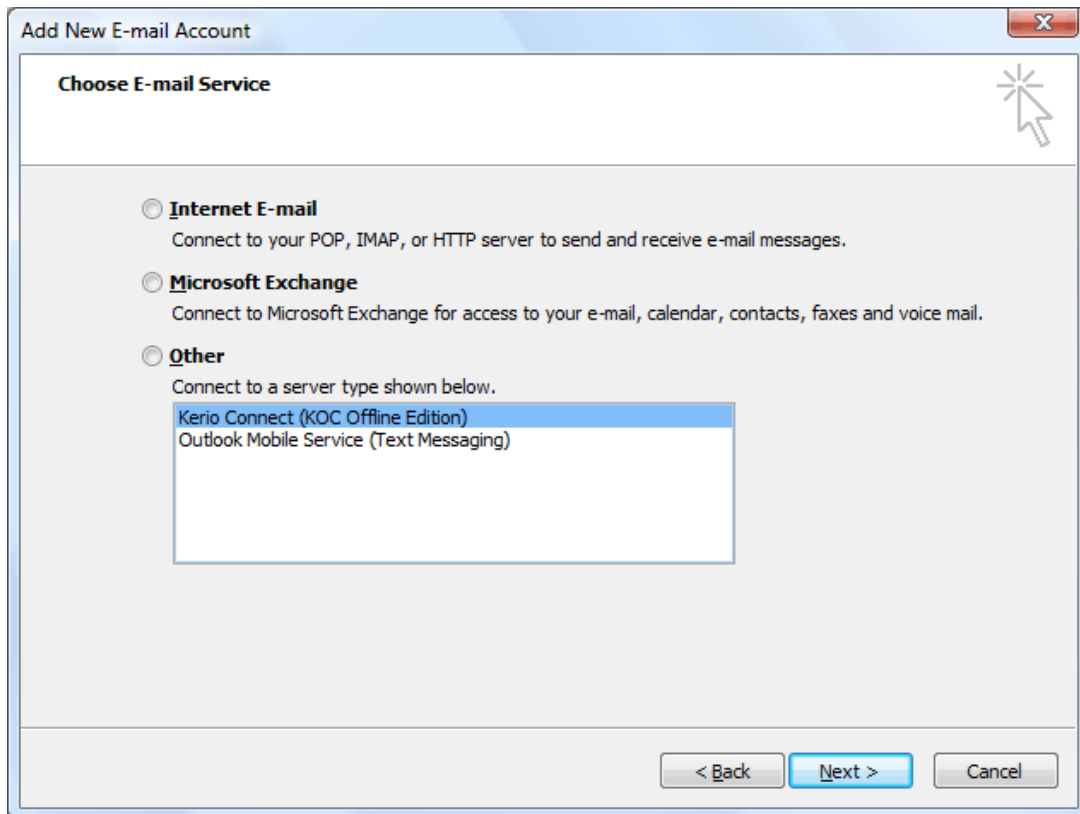 Add New E-mail Account
Choose E-mail Service
Internet E-mail
Connect to your POP, IMAP, or HTTP server to send and receive e-mail messages.
Microsoft Exchange
Connect to Microsoft Exchange for access to your e-mail, calendar, contacts, faxes and voice mail.
Other
Connect to a server type shown below.
Kerio Connect (KOC Offline Edition)
Outlook Mobile Service (Text Messaging)
< Back Next > Cancel